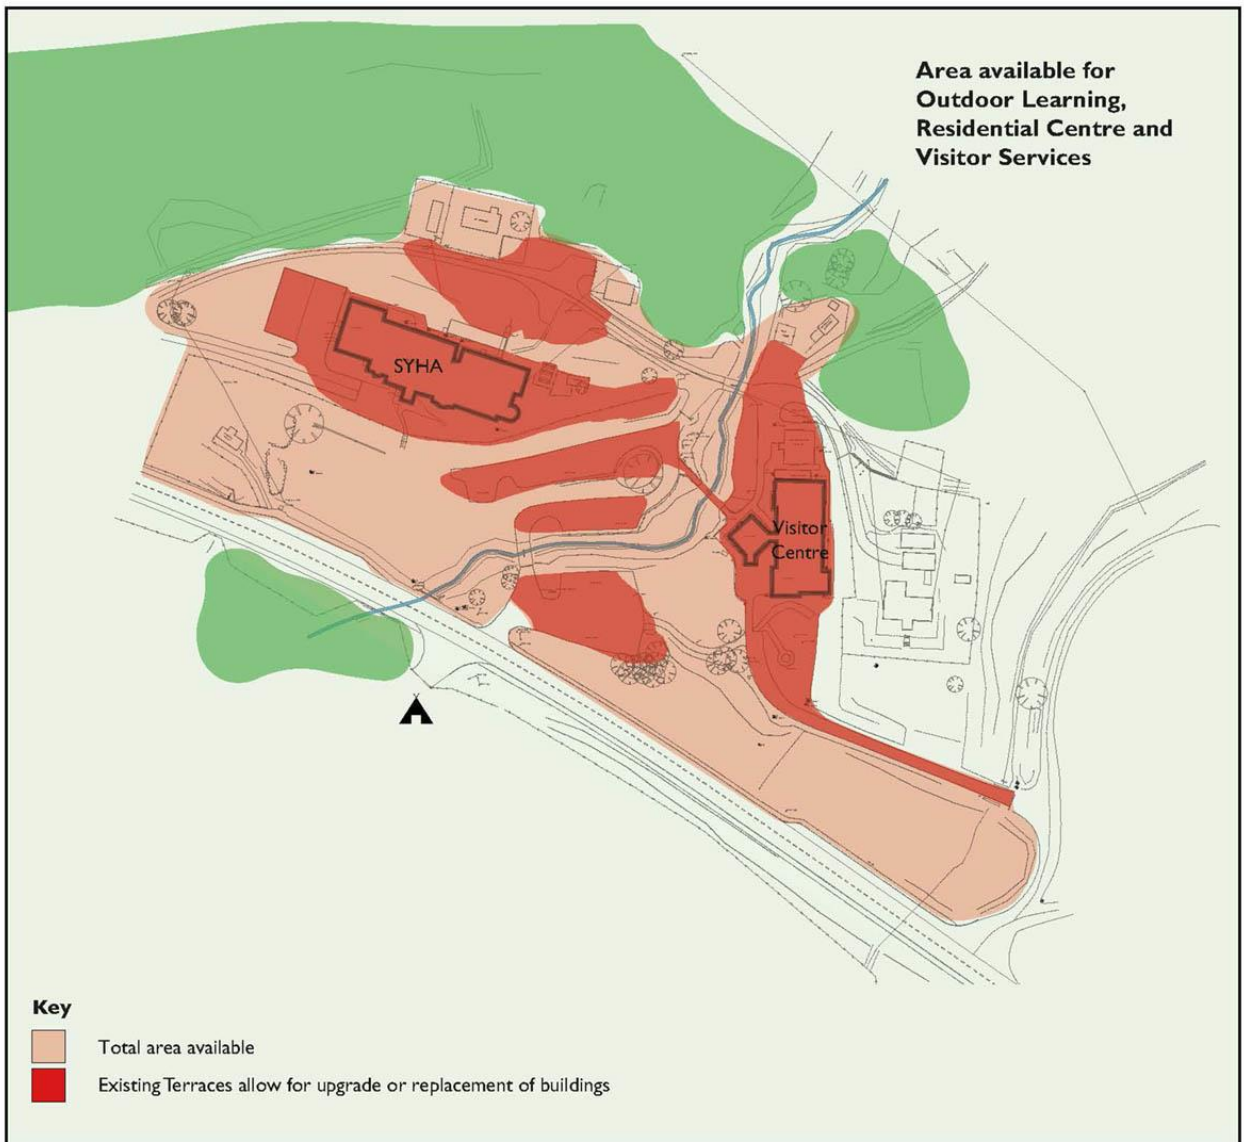 Area available for
Outdoor Learning,
Residential Centre and
Visitor Services
SYHA
Visitor
Centre
Key
Total area available
Existing Terraces allow for upgrade or replacement of buildings